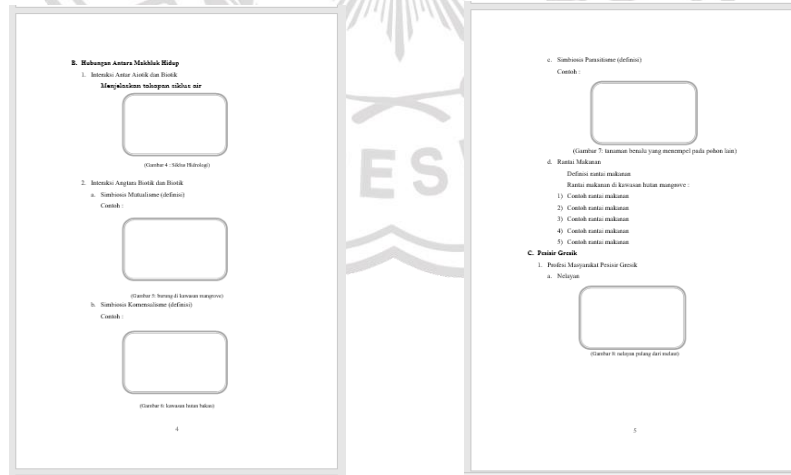 B. Hubungan Antara Makhluk Hidup
1. Interaksi Antar Aiotik dan Biotik
Menjelaskan tahapan siklus air
(Gambar 4 : Siklus Hidrologi)
2. Interaksi Angtara Biotik dan Biotik
a. Simbiosis Mutualisme (definisi)
Contoh :
(Gambar 5: burung di kawasan mangrove)
b. Simbiosis Komensalisme (definisi)
Contoh :
(Gambar 6: kawasan hutan bakau)
4
c. Simbiosis Parasitisme (definisi)
Contoh :
(Gambar 7: tanaman benalu yang menempel pada pohon lain)
d. Rantai Makanan
Definisi rantai makanan
Rantai makanan di kawasan hutan mangrove :
1) Contoh rantai makanan
2) Contoh rantai makanan
3) Contoh rantai makanan
4) Contoh rantai makanan
5) Contoh rantai makanan
C. Pesisir Gresik
1. Profesi Masyarakat Pesisir Gresik
a. Nelayan
(Gambar 8: nelayan pulang dari melaut)
5
E S